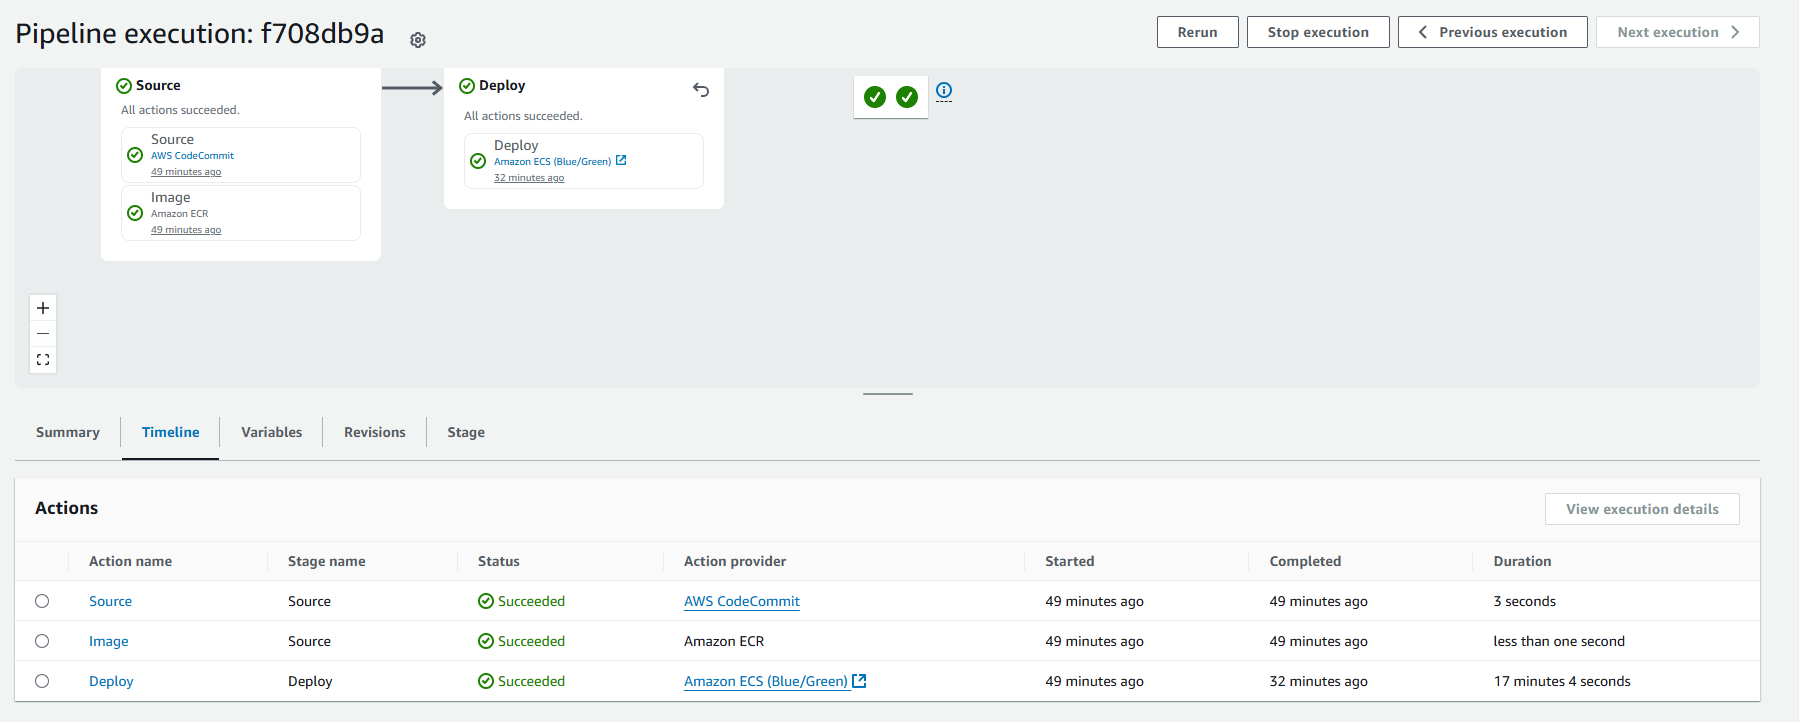 Pipeline execution: f708db9a
Rerun
Stop execution
Previous execution
Next execution
Source
All actions succeeded.
Source
AWS CodeCommit
49 minutes ago
Image
Amazon ECR
49 minutes ago
Deploy
All actions succeeded.
Deploy
Amazon ECS (Blue/Green)
32 minutes ago
Summary Timeline Variables Revisions Stage
Actions
View execution details
Action name Stage name Status Action provider Started Completed Duration
Source Source Succeeded AWS CodeCommit 49 minutes ago 49 minutes ago 3 seconds
Image Source Succeeded Amazon ECR 49 minutes ago 49 minutes ago less than one second
Deploy Deploy Succeeded Amazon ECS (Blue/Green) 49 minutes ago 32 minutes ago 17 minutes 4 seconds